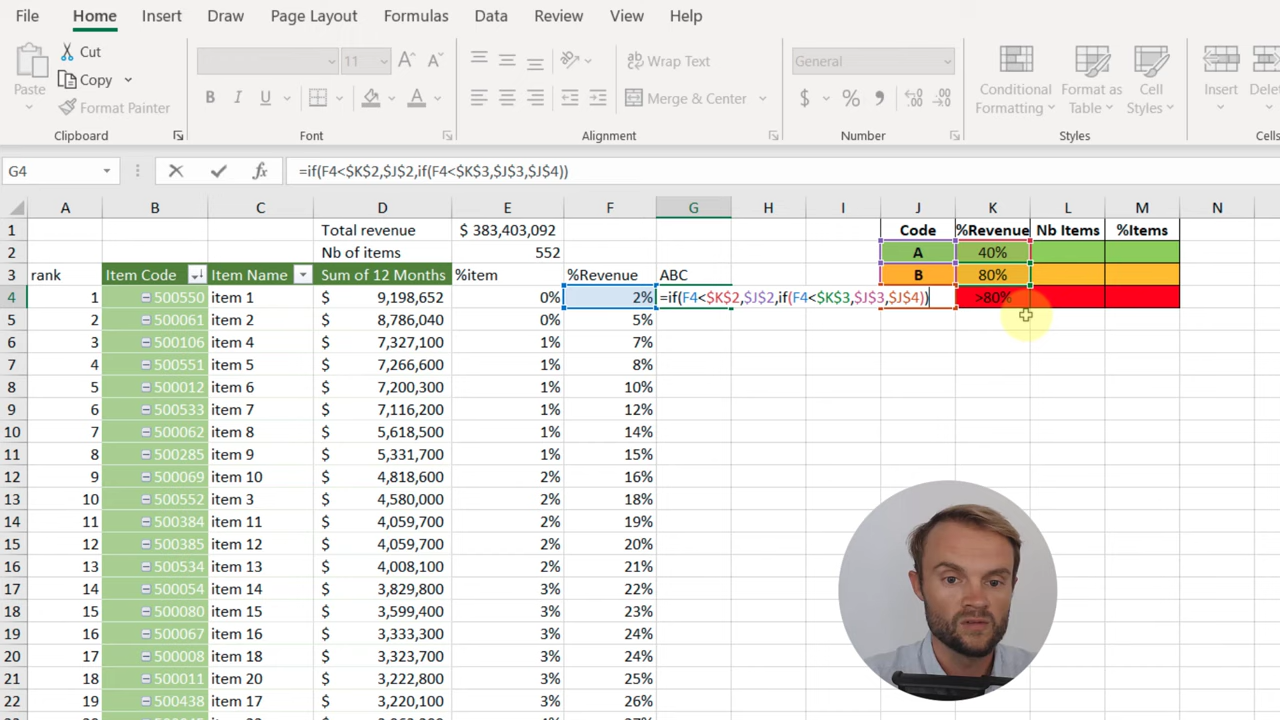 File Home Insert Draw Page Layout Formulas Data Review View Help
Paste
Cut
Copy
Format Painter
Clipboard
11
Font
Wrap Text
Merge & Center
Alignment
General
Number
Conditional Formatting
Format as Table
Cell Styles
Styles
Insert
Delet
Cells
G4 =if(F4<$K$2,$J$2,if(F4<$K$3,$J$3,$J$4))
A B C D E F G H I J K L M N
1 Total revenue $ 383,403,092 Code %Revenue Nb Items %Items
2 Nb of items 552 A 40%
3 rank Item Code Item Name Sum of 12 Months %item %Revenue ABC B 80%
4 1 500550 item 1 $ 9,198,652 0% 2% =if(F4<$K$2,$J$2,if(F4<$K$3,$J$3,$J$4)) >80%
5 2 500061 item 2 $ 8,786,040 0% 5%
6 3 500106 item 4 $ 7,327,100 1% 7%
7 4 500551 item 5 $ 7,266,600 1% 8%
8 5 500012 item 6 $ 7,200,300 1% 10%
9 6 500533 item 7 $ 7,116,200 1% 12%
10 7 500062 item 8 $ 5,618,500 1% 14%
11 8 500285 item 9 $ 5,331,700 1% 15%
12 9 500069 item 10 $ 4,818,600 2% 16%
13 10 500552 item 3 $ 4,580,000 2% 18%
14 11 500384 item 11 $ 4,059,700 2% 19%
15 12 500385 item 12 $ 4,059,700 2% 20%
16 13 500534 item 13 $ 4,008,100 2% 21%
17 14 500054 item 14 $ 3,829,800 3% 22%
18 15 500080 item 15 $ 3,599,400 3% 23%
19 16 500067 item 16 $ 3,333,300 3% 24%
20 17 500008 item 18 $ 3,323,700 3% 24%
21 18 500011 item 20 $ 3,222,800 3% 25%
22 19 500438 item 17 $ 3,220,100 3% 26%